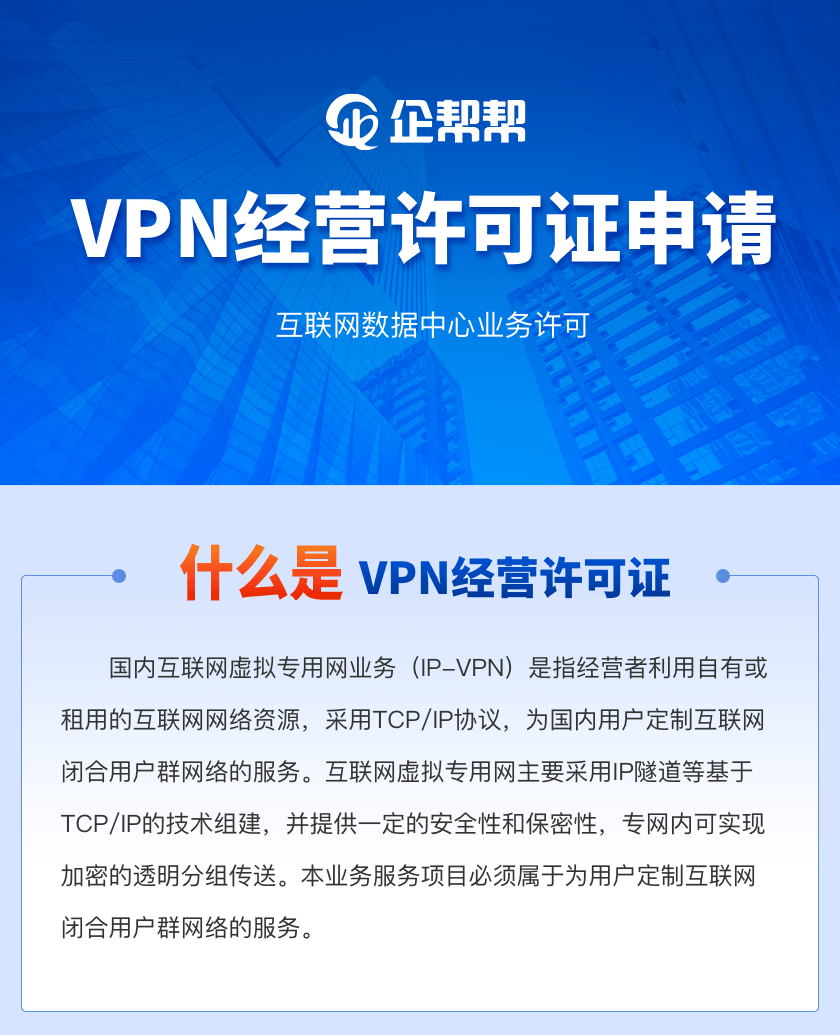 企帮帮
VPN经营许可证申请
互联网数据中心业务许可
什么是 VPN经营许可证
国内互联网虚拟专用网业务（IP-VPN）是指经营者利用自有或
租用的互联网网络资源，采用TCP/IP协议，为国内用户定制互联网
闭合用户群网络的服务。互联网虚拟专用网主要采用IP隧道等基于
TCP/IP的技术组建，并提供一定的安全性和保密性，专网内可实现
加密的透明分组传送。本业务服务项目必须属于为用户定制互联网
闭合用户群网络的服务。